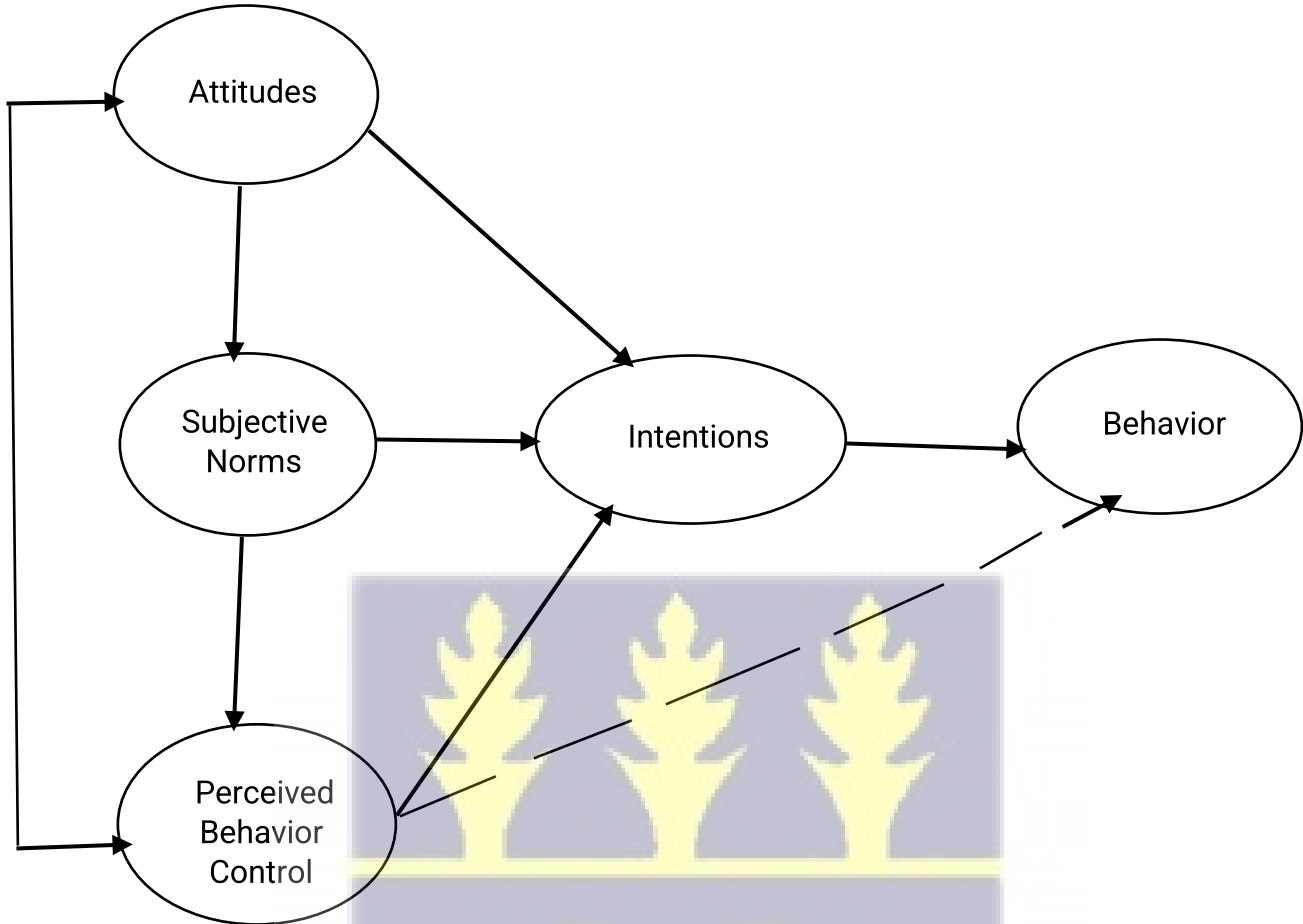 Attitudes
Subjective
Norms
Intentions
Behavior
Perceived
Behavior
Control